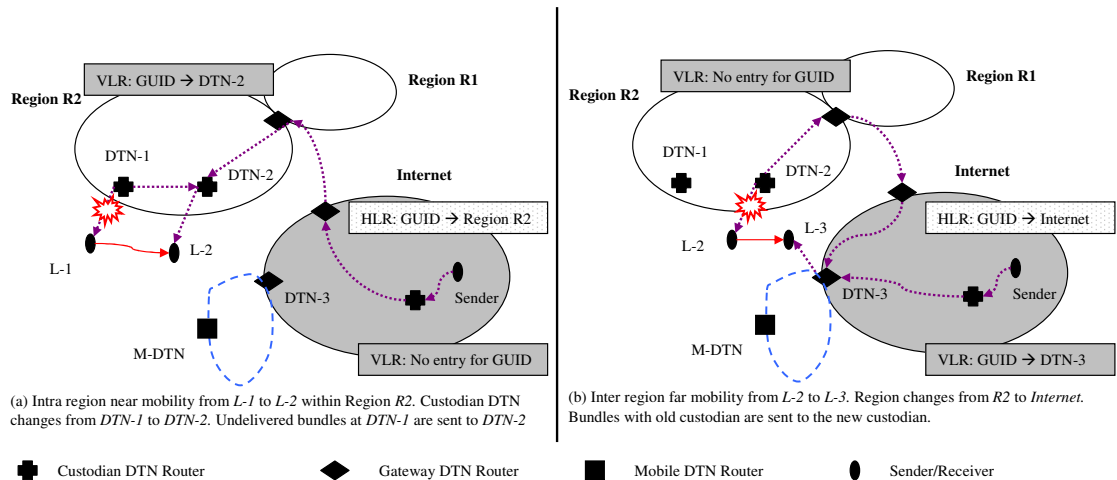 VLR: GUID → DTN-2
Region R1
Region R2
DTN-1
DTN-2
Internet
HLR: GUID → Region R2
L-1
L-2
DTN-3
Sender
M-DTN
VLR: No entry for GUID
(a) Intra region near mobility from L-1 to L-2 within Region R2. Custodian DTN
changes from DTN-1 to DTN-2. Undelivered bundles at DTN-1 are sent to DTN-2
VLR: No entry for GUID
Region R1
Region R2
DTN-1
DTN-2
Internet
HLR: GUID → Internet
L-2
L-3
DTN-3
Sender
M-DTN
VLR: GUID → DTN-3
(b) Inter region far mobility from L-2 to L-3. Region changes from R2 to Internet.
Bundles with old custodian are sent to the new custodian.
Custodian DTN Router
Gateway DTN Router
Mobile DTN Router
Sender/Receiver